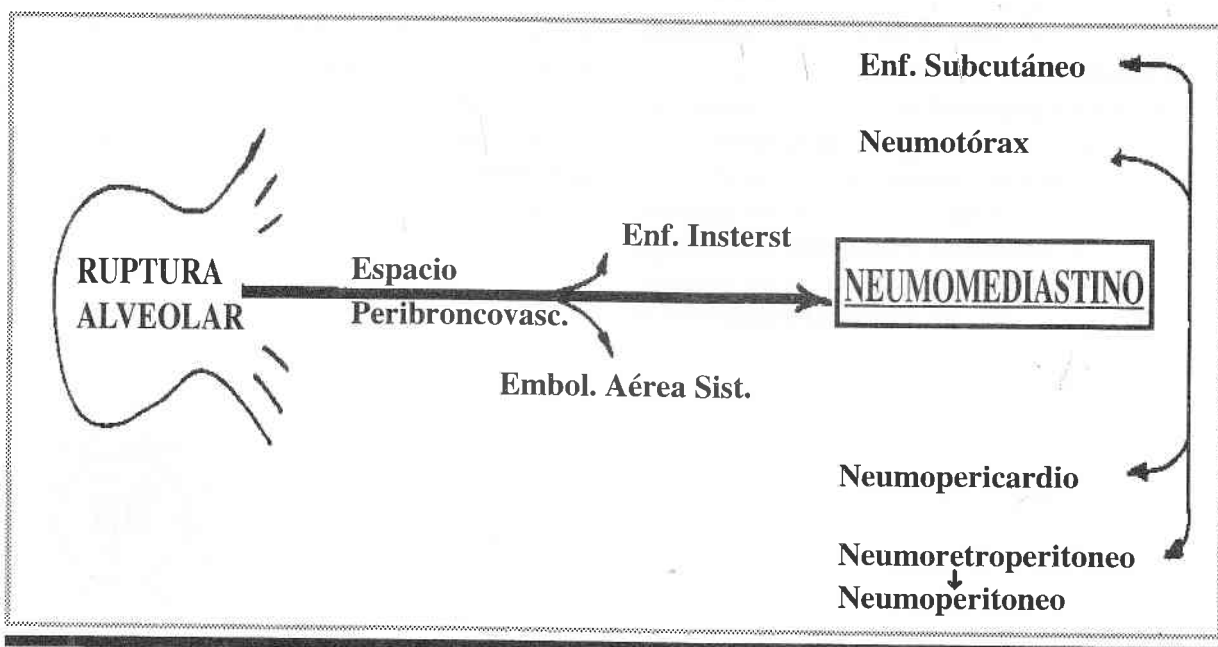 Enf. Subcutáneo
Neumotórax
RUPTURA
ALVEOLAR
Espacio
Peribroncovasc.
Enf. Insterst
Embol. Aérea Sist.
NEUMOMEDIASTINO
Neumopericardio
Neumoretroperitoneo
Neumoperitoneo